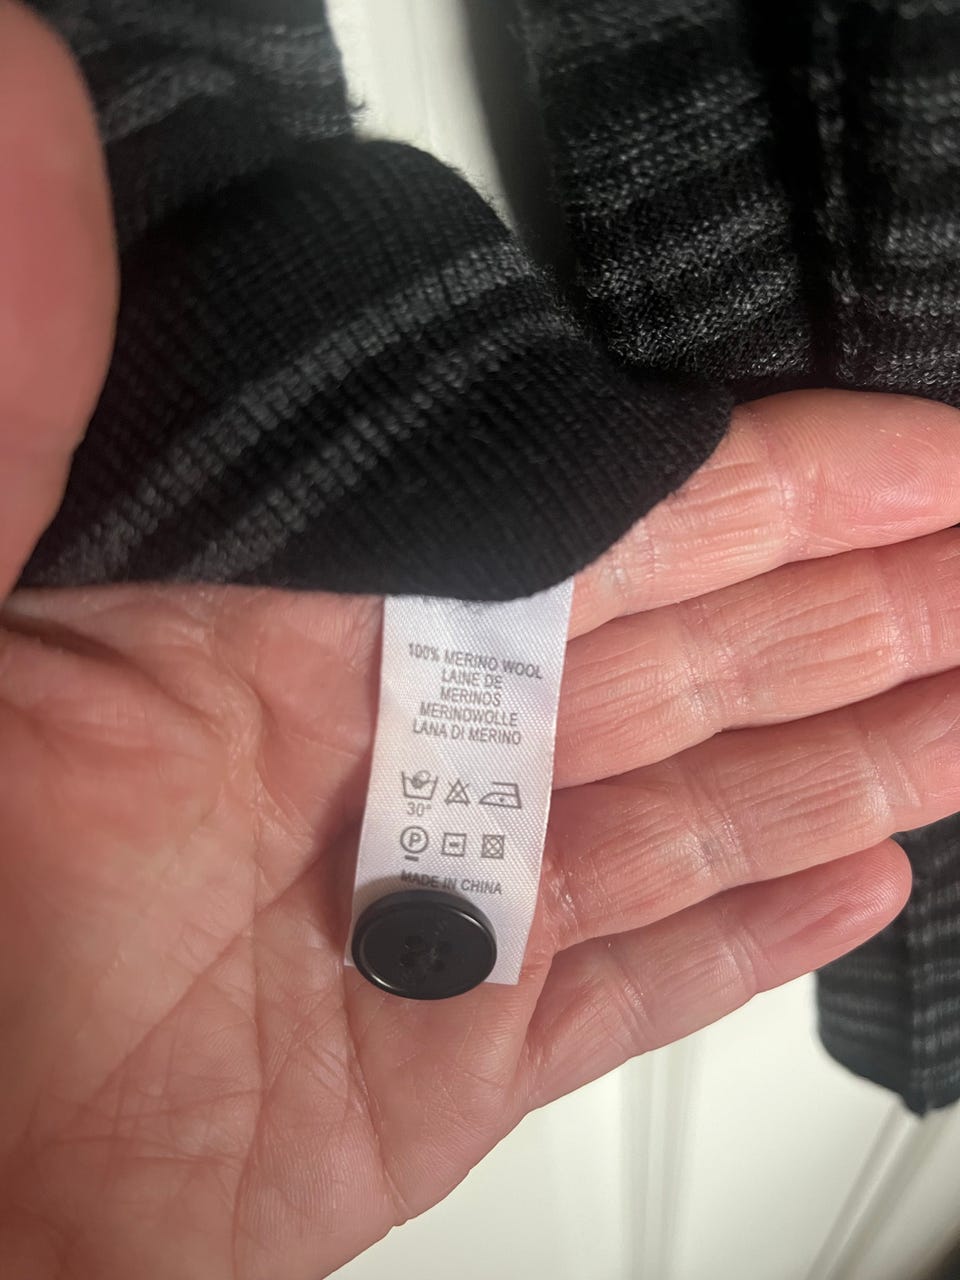 100% MERINO WOOL
LAINE DE
MERINOS
MERINOWOLLE
LANA DI MERINO
30°
P
MADE IN CHINA